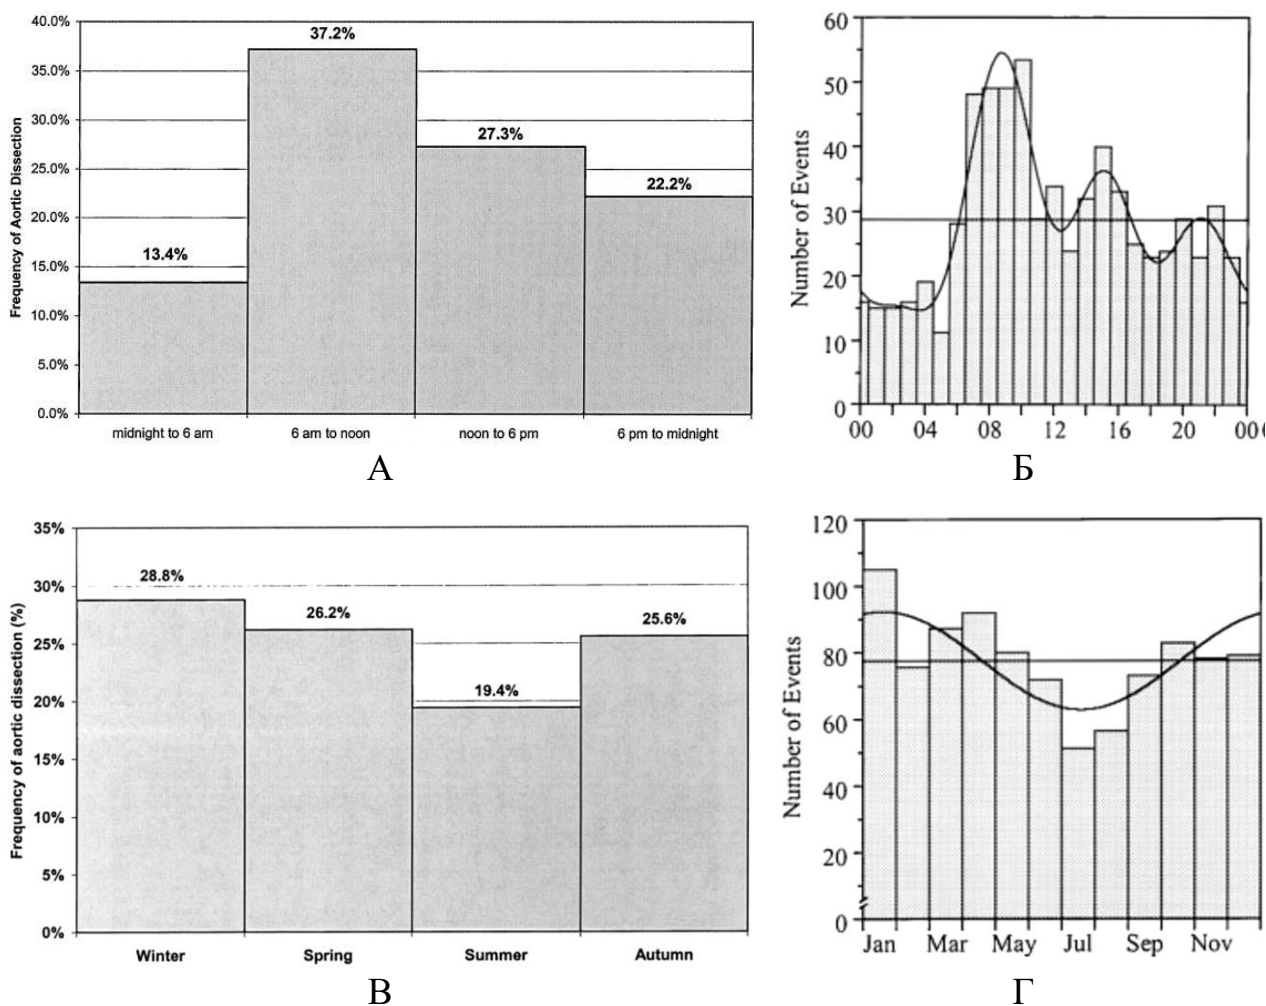 40.0%
35.0%
30.0%
25.0%
20.0%
15.0%
10.0%
5.0%
0.0%
Frequency of Aortic Dissection
13.4%
37.2%
27.3%
22.2%
midnight to 6 am
6 am to noon
noon to 6 pm
6 pm to midnight
А
60
50
40
30
20
10
0
Number of Events
00 04 08 12 16 20 00
Б
35%
30%
25%
20%
15%
10%
5%
0%
Frequency of aortic dissection (%)
28.8%
26.2%
19.4%
25.6%
Winter
Spring
Summer
Autumn
В
120
100
80
60
40
20
0
Number of Events
Jan Mar May Jul Sep Nov
Г